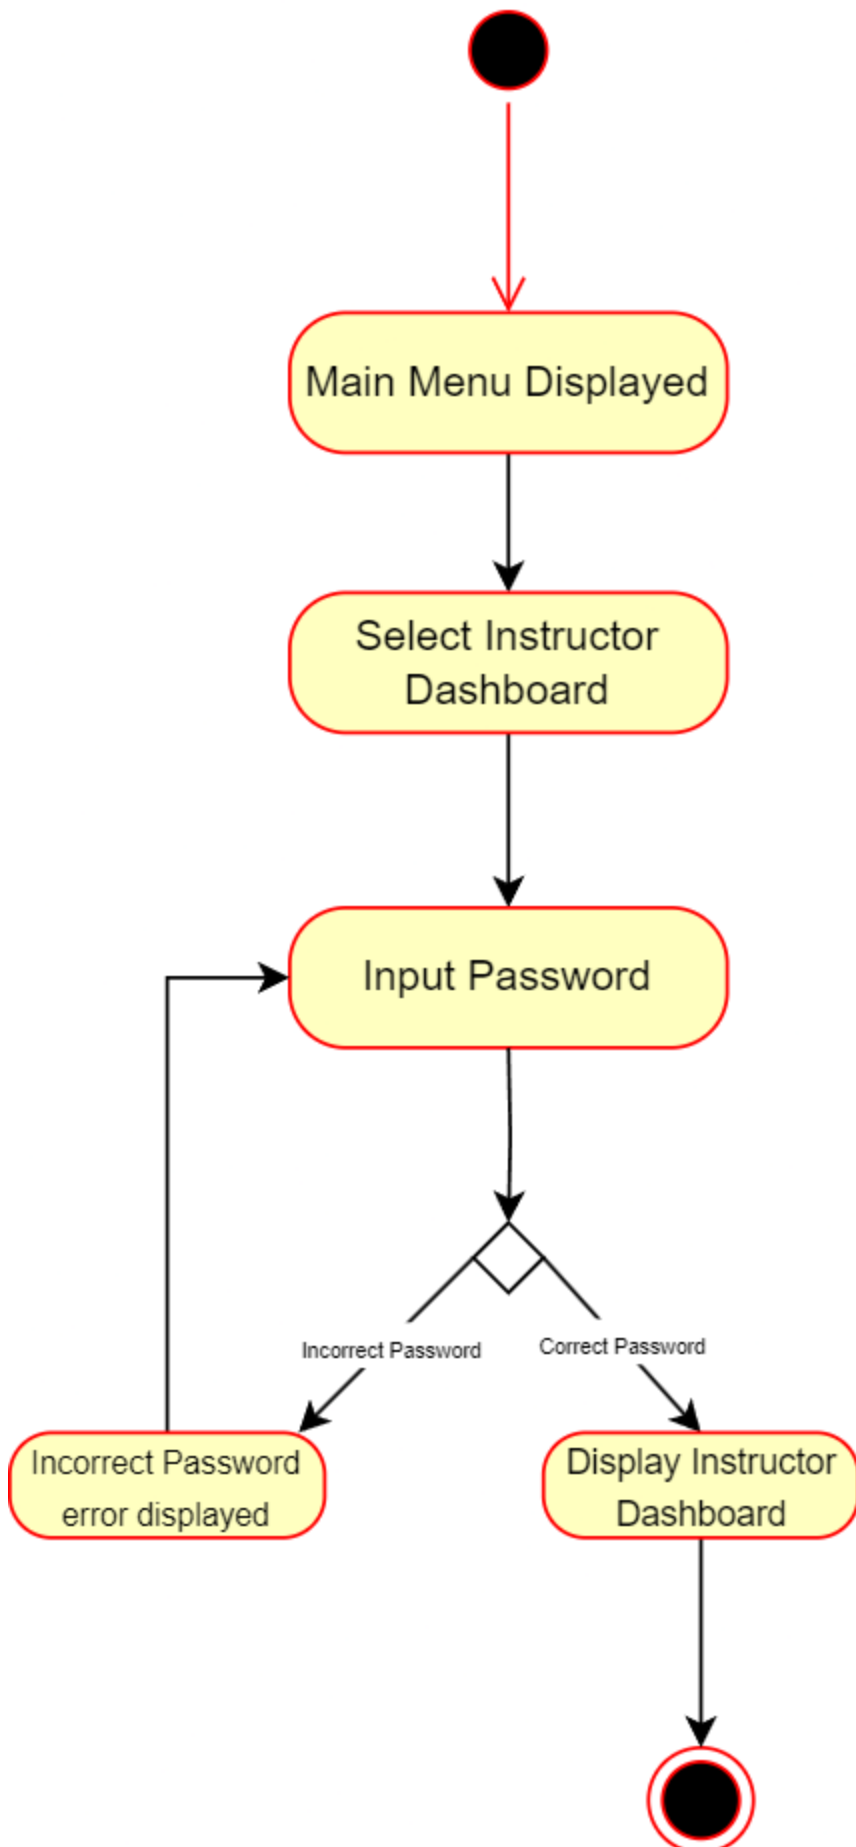 Main Menu Displayed
Select Instructor
Dashboard
Input Password
Incorrect Password
Correct Password
Incorrect Password
error displayed
Display Instructor
Dashboard